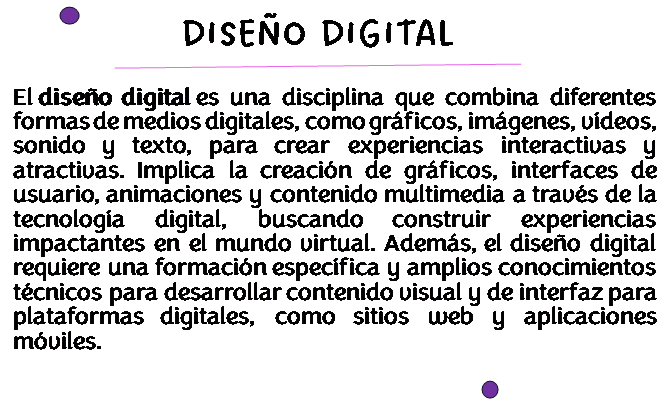 DISEÑO DIGITAL
El diseño digital es una disciplina que combina diferentes
formas de medios digitales, como gráficos, imágenes, vídeos,
sonido y texto, para crear experiencias interactivas y
atractivas. Implica la creación de gráficos, interfaces de
usuario, animaciones y contenido multimedia a través de la
tecnología digital, buscando construir experiencias
impactantes en el mundo virtual. Además, el diseño digital
requiere una formación específica y amplios conocimientos
técnicos para desarrollar contenido visual y de interfaz para
plataformas digitales, como sitios web y aplicaciones
móviles.